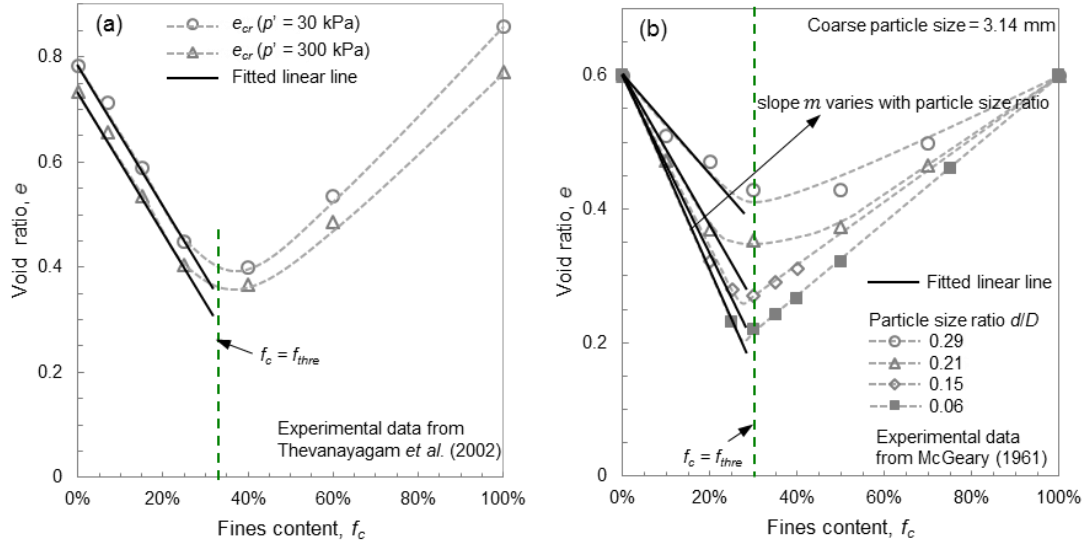 (a)
e_cr (p' = 30 kPa)
e_cr (p' = 300 kPa)
Fitted linear line
f_c = f_thre
Experimental data from
Thevanayagam et al. (2002)
Void ratio, e
0.8
0.6
0.4
0.2
0
0%
20%
40%
60%
80%
100%
Fines content, f_c
(b)
Coarse particle size = 3.14 mm
slope m varies with particle size ratio
Fitted linear line
Particle size ratio d/D
0.29
0.21
0.15
0.06
f_c = f_thre
Experimental data
from McGeary (1961)
Void ratio, e
0.6
0.4
0.2
0
0%
20%
40%
60%
80%
100%
Fines content, f_c